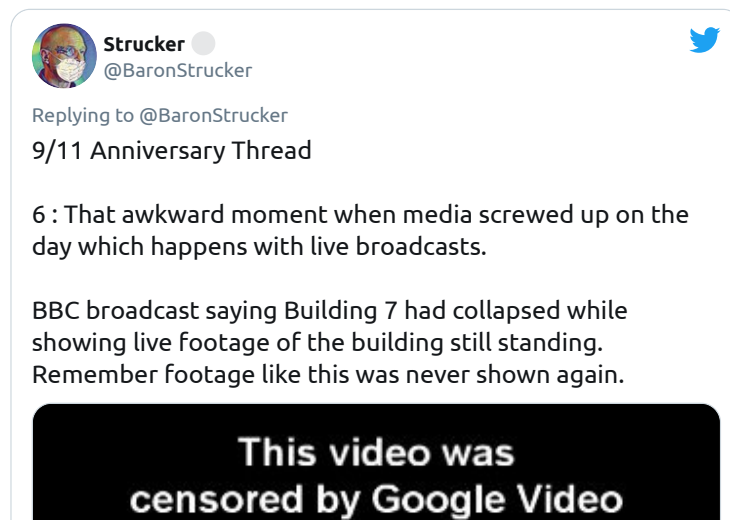 Strucker
@BaronStrucker
Replying to @BaronStrucker
9/11 Anniversary Thread
6 : That awkward moment when media screwed up on the
day which happens with live broadcasts.
BBC broadcast saying Building 7 had collapsed while
showing live footage of the building still standing.
Remember footage like this was never shown again.
This video was
censored by Google Video